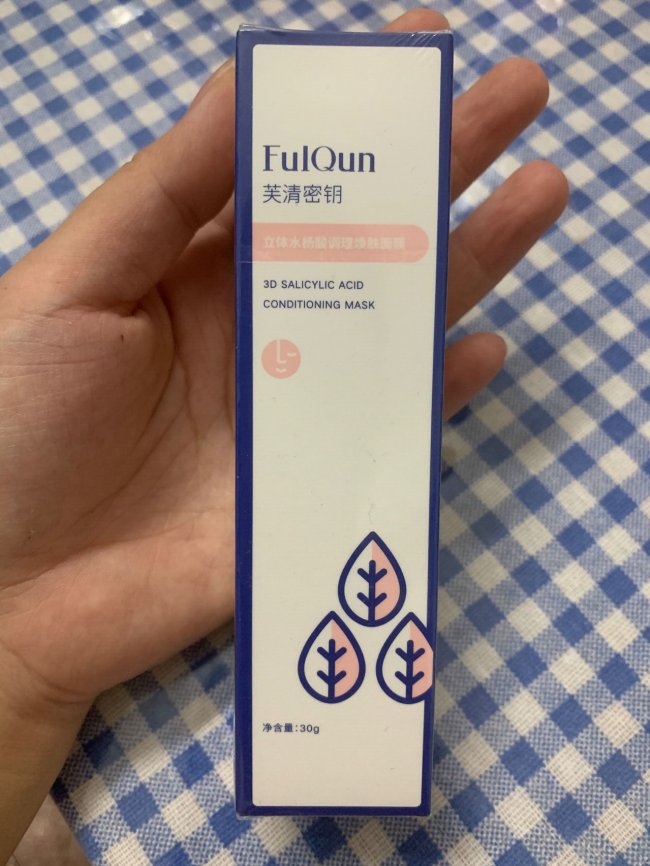 FulQun
芙清密钥
立体水杨酸调理焕肤面膜
3D SALICYLIC ACID
CONDITIONING MASK
净含量:30g